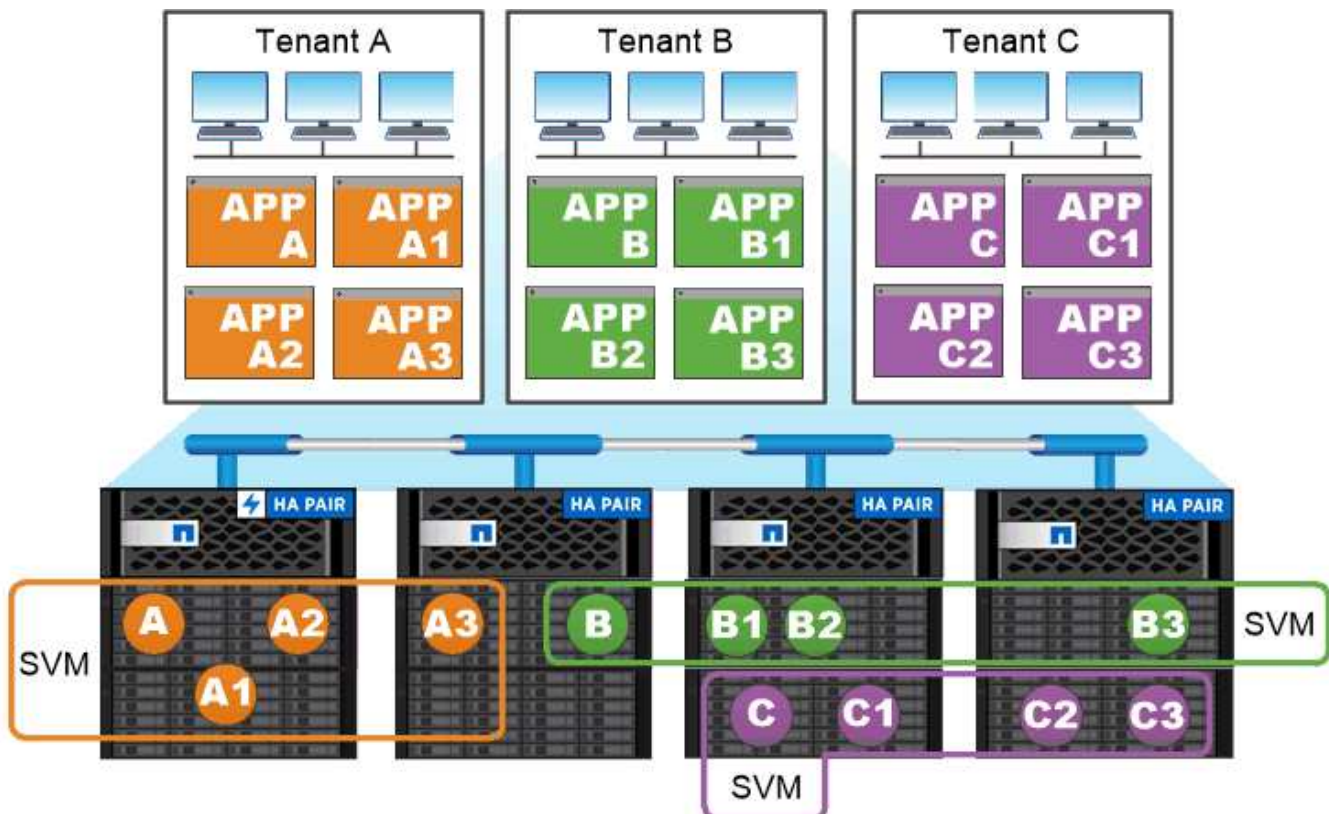 Tenant A
Tenant B
Tenant C
APP A
APP A1
APP B
APP B1
APP C
APP C1
APP A2
APP A3
APP B2
APP B3
APP C2
APP C3
HA PAIR
HA PAIR
HA PAIR
HA PAIR
SVM
A
A2
A1
A3
B
B1
B2
B3
SVM
C
C1
C2
C3
SVM